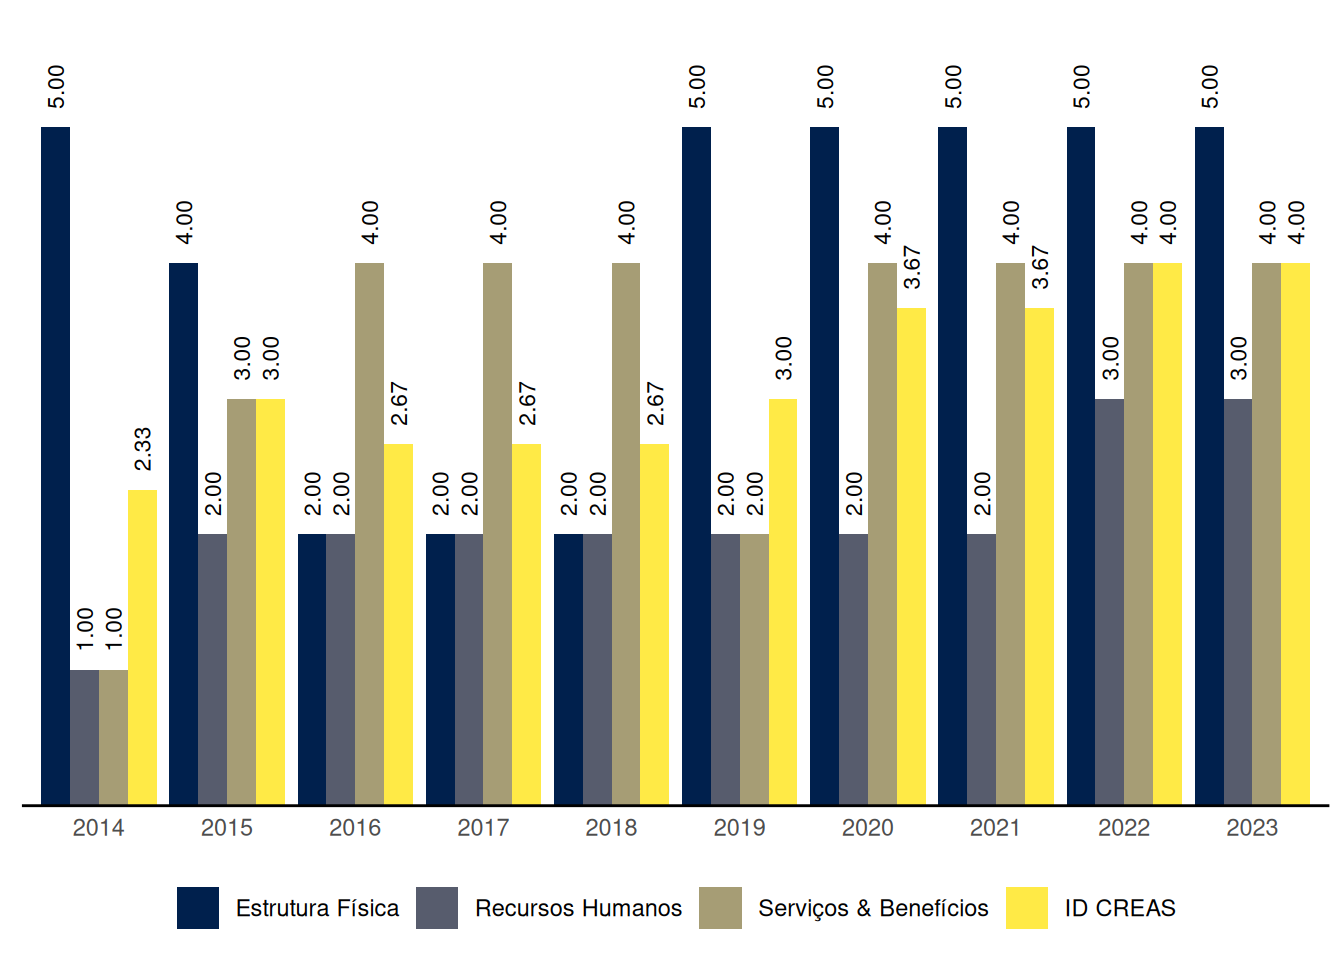 5.00 1.00 1.00 2.33 4.00 2.00 3.00 3.00 2.00 2.00 4.00 2.67 2.00 2.00 4.00 2.67 2.00 2.00 4.00 2.67 5.00 2.00 2.00 3.00 5.00 2.00 4.00 3.67 5.00 2.00 4.00 3.67 5.00 3.00 4.00 4.00 5.00 3.00 4.00 4.00
2014 2015 2016 2017 2018 2019 2020 2021 2022 2023
Estrutura Física Recursos Humanos Serviços & Benefícios ID CREAS